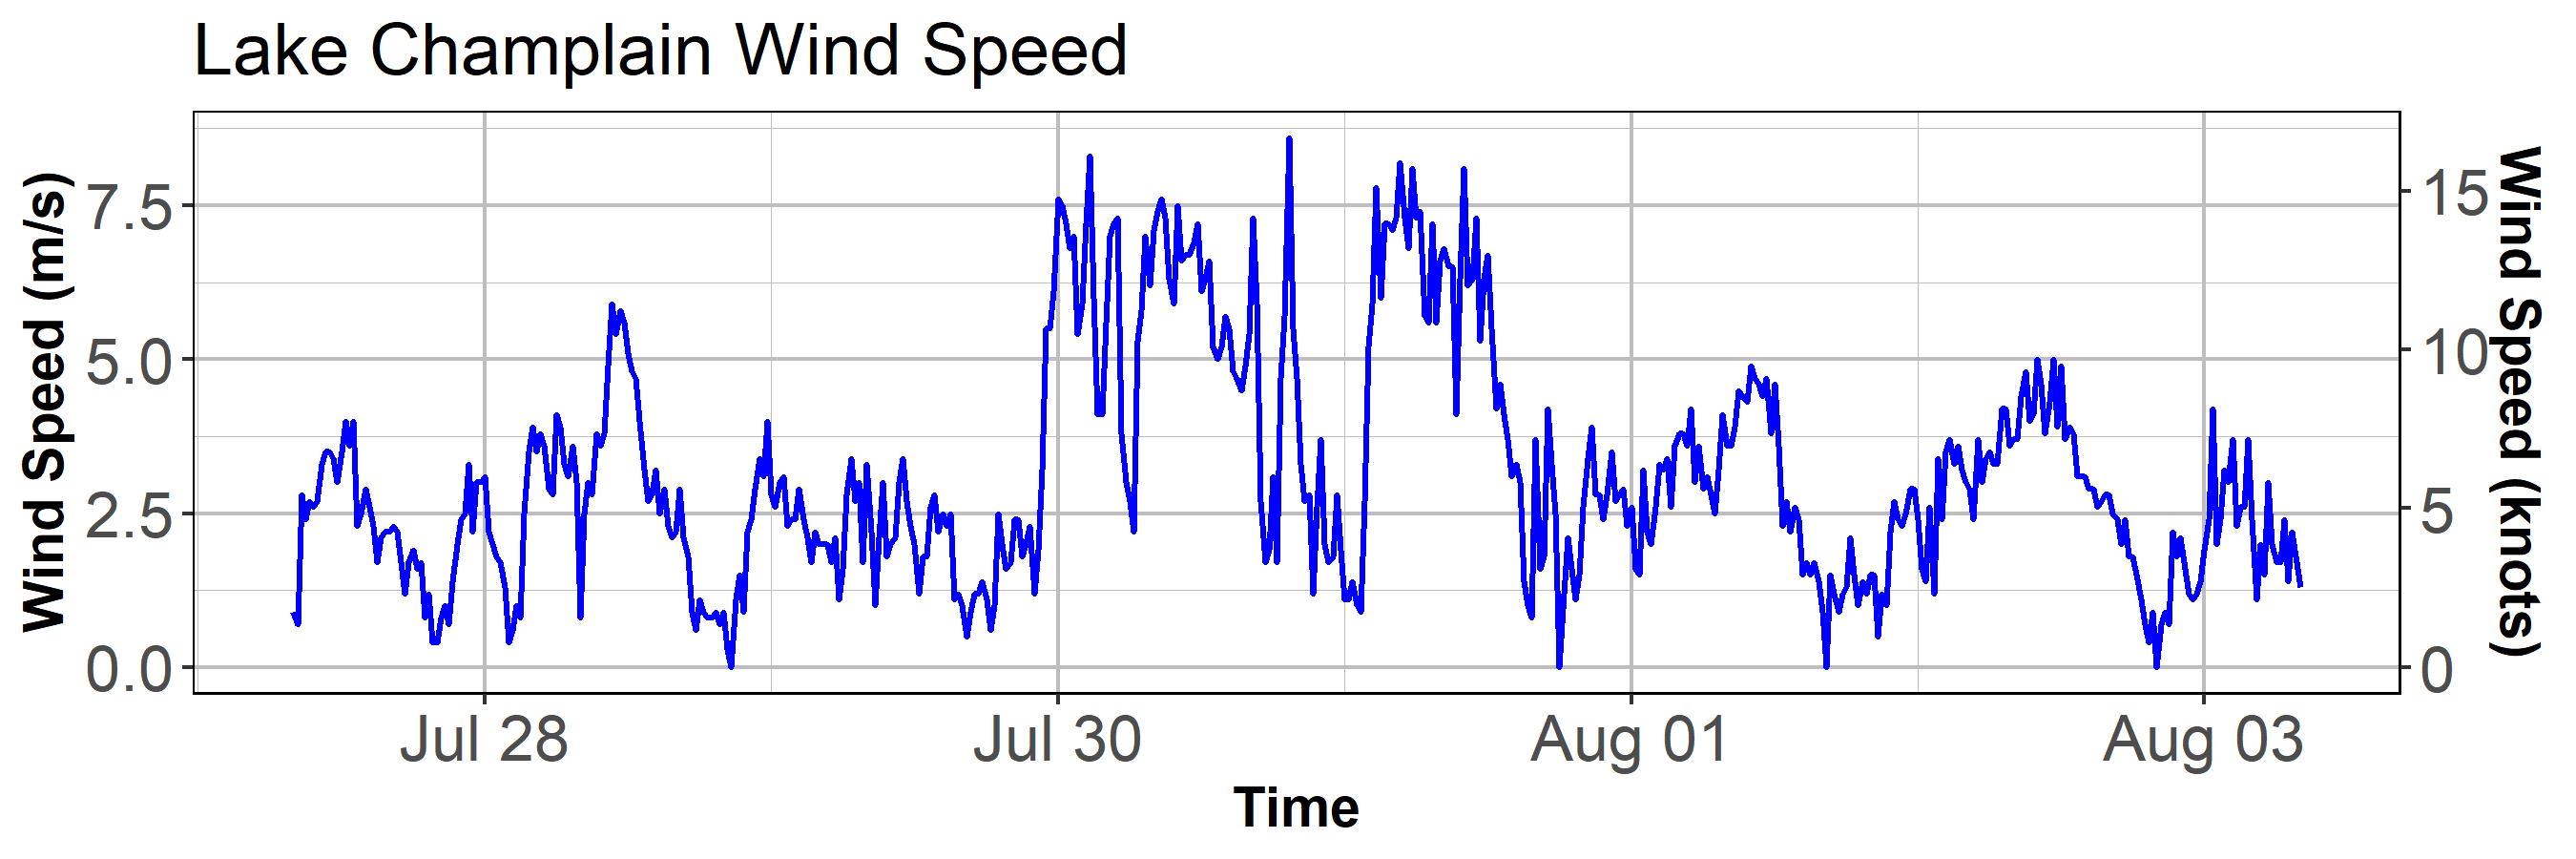 Lake Champlain Wind Speed
Wind Speed (m/s)
7.5
5.0
2.5
0.0
15
10
5
0
Wind Speed (knots)
Jul 28
Jul 30
Aug 01
Aug 03
Time